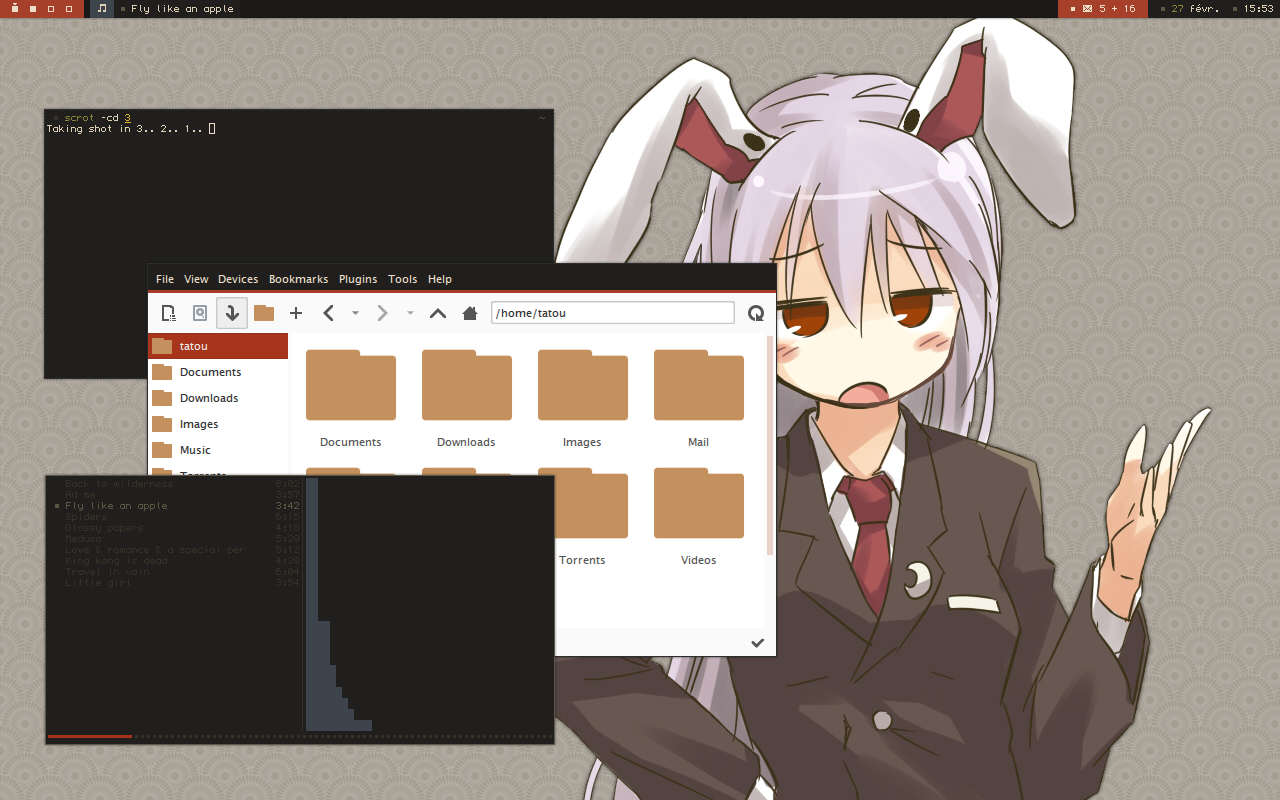 Fly like an apple
5 + 16
27 févr.
15:53
scrot -cd 3
~
Taking shot in 3.. 2.. 1..
File View Devices Bookmarks Plugins Tools Help
/home/tatou
tatou
Documents
Downloads
Images
Music
Torrents
Documents Downloads Images Mail
Torrents Videos
Back to wilderness 8:02
Ad me 3:57
Fly like an apple 3:42
Spiders 6:15
Glossy papers 4:18
Medusa 5:39
Love & romance & a special per 5:12
King kong is dead 4:39
Travel in vain 6:04
Little girl 3:54